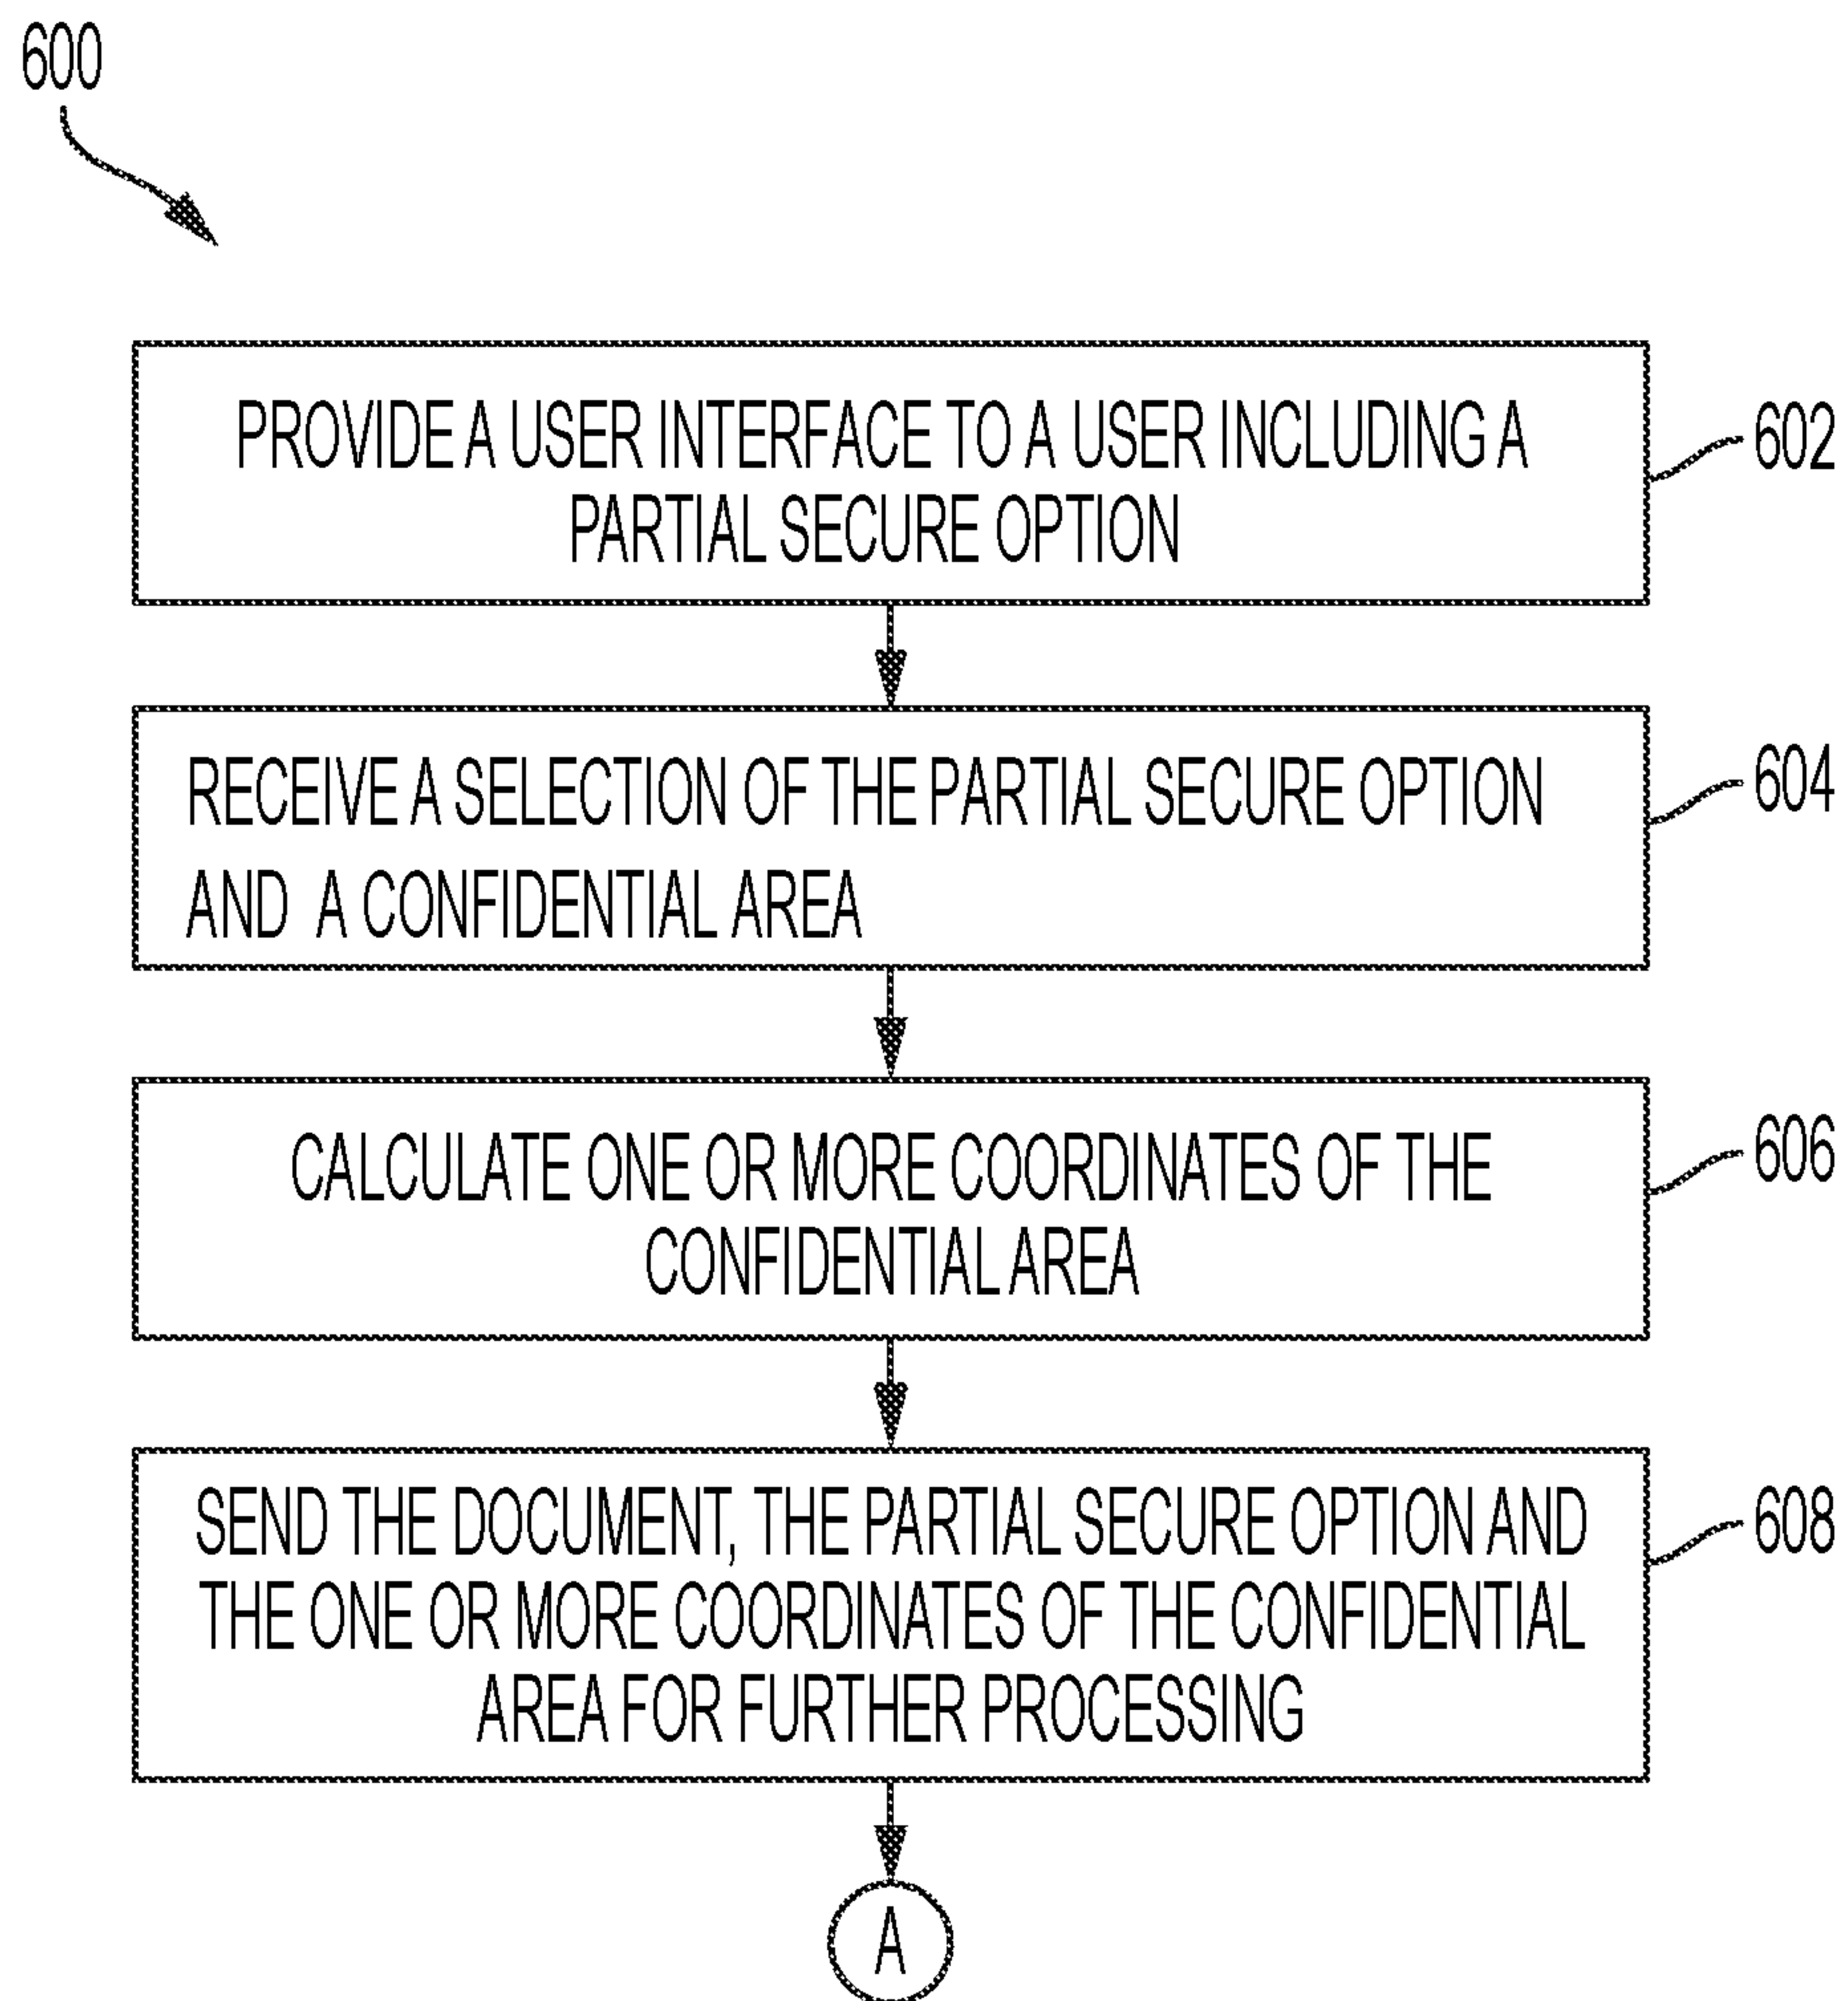 600
PROVIDE A USER INTERFACE TO A USER INCLUDING A
PARTIAL SECURE OPTION
602
RECEIVE A SELECTION OF THE PARTIAL SECURE OPTION
AND A CONFIDENTIAL AREA
604
CALCULATE ONE OR MORE COORDINATES OF THE
CONFIDENTIAL AREA
606
SEND THE DOCUMENT, THE PARTIAL SECURE OPTION AND
THE ONE OR MORE COORDINATES OF THE CONFIDENTIAL
AREA FOR FURTHER PROCESSING
608
A